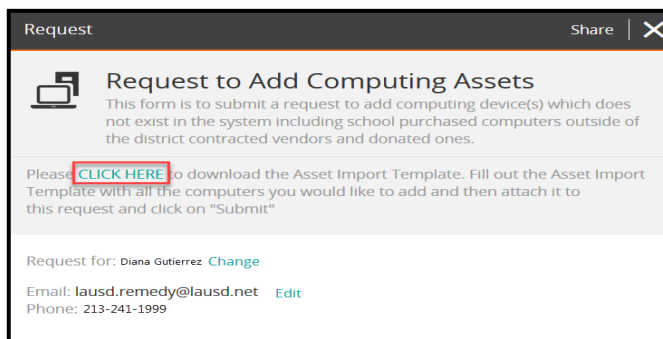 Request Share
Request to Add Computing Assets
This form is to submit a request to add computing device(s) which does
not exist in the system including school purchased computers outside of
the district contracted vendors and donated ones.
Please CLICK HERE to download the Asset Import Template. Fill out the Asset Import
Template with all the computers you would like to add and then attach it to
this request and click on "Submit"
Request for: Diana Gutierrez Change
Email: lausd.remedy@lausd.net Edit
Phone: 213-241-1999